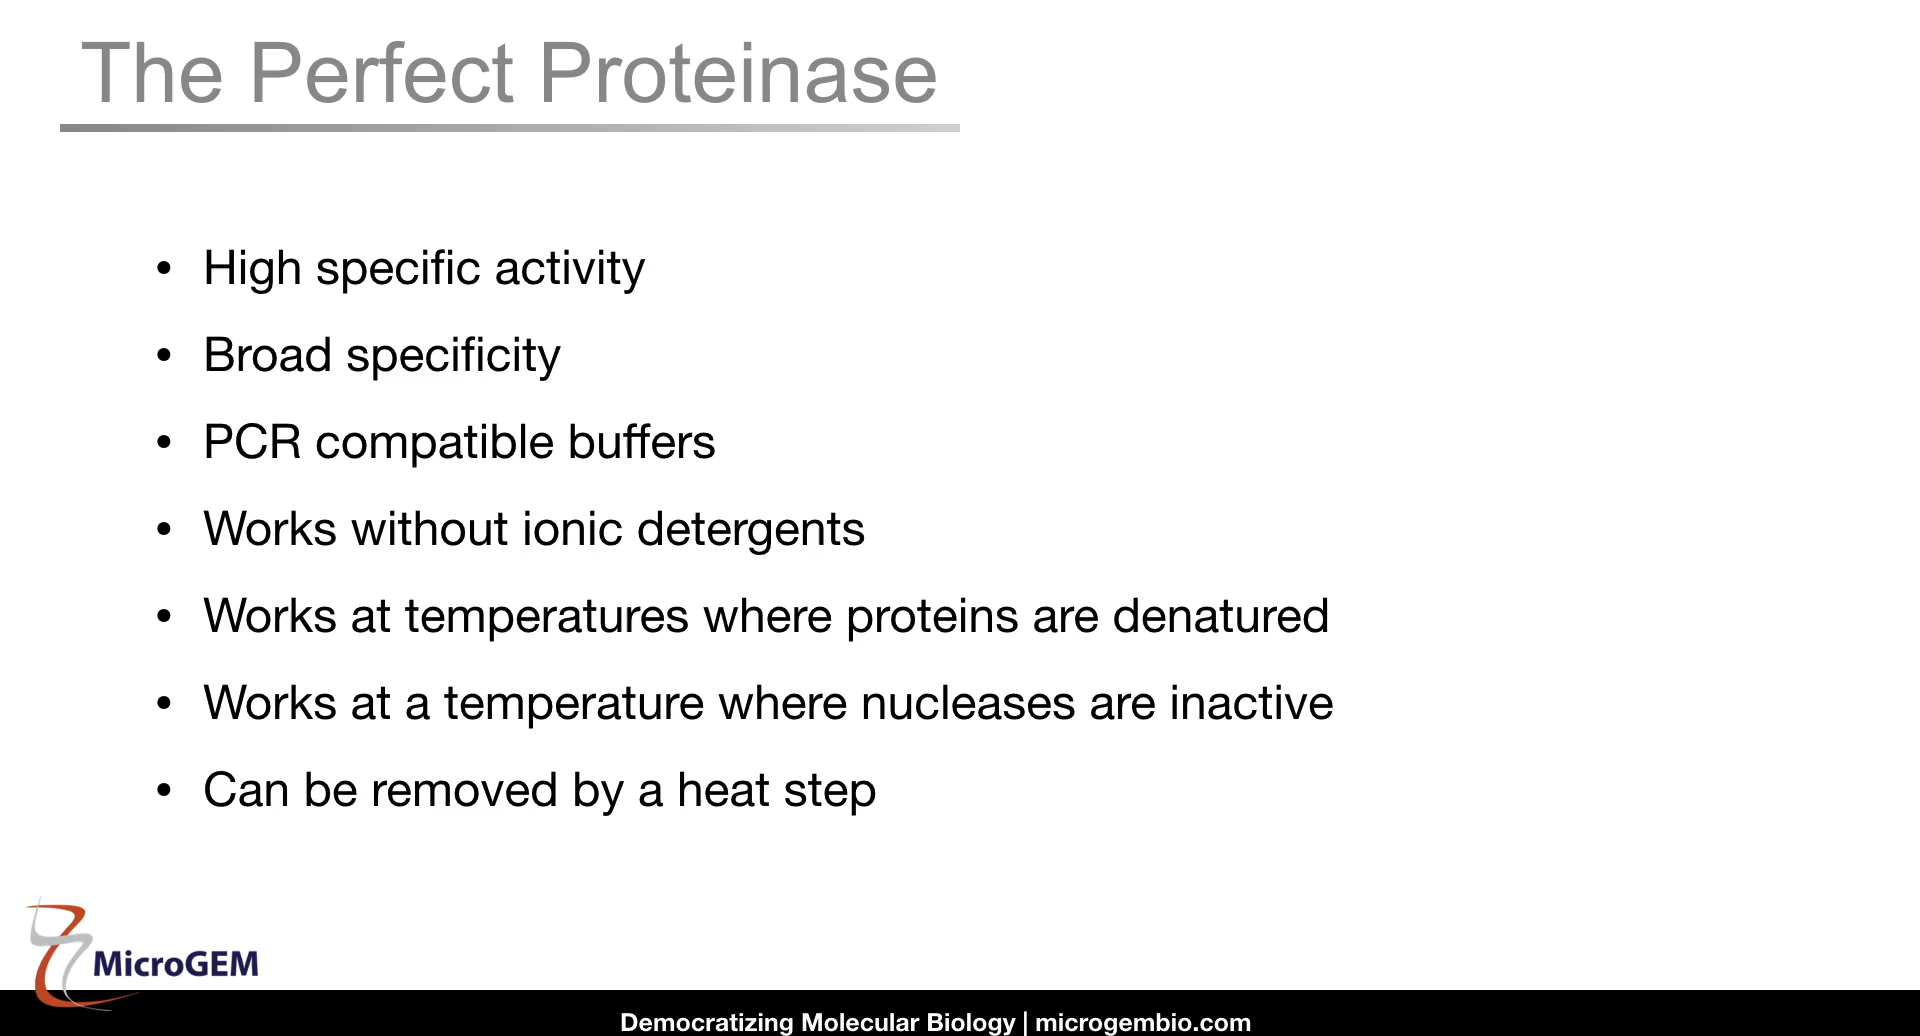 The Perfect Proteinase
• High specific activity
• Broad specificity
• PCR compatible buffers
• Works without ionic detergents
• Works at temperatures where proteins are denatured
• Works at a temperature where nucleases are inactive
• Can be removed by a heat step
MicroGEM
Democratizing Molecular Biology | microgembio.com